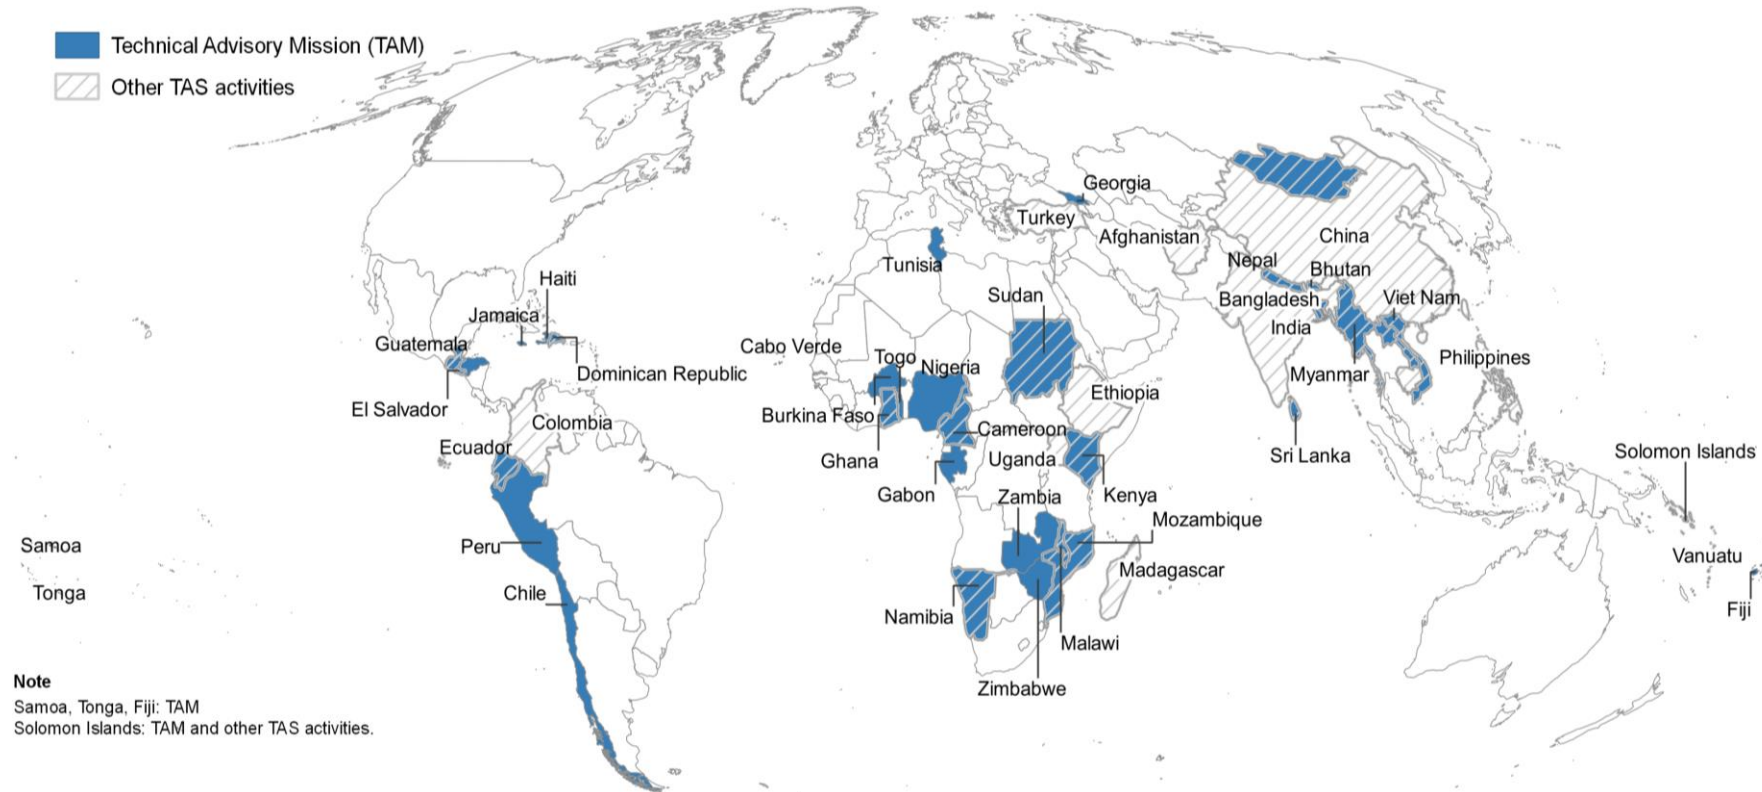 Technical Advisory Mission (TAM)
Other TAS activities
Georgia
Turkey
Afghanistan
China
Tunisia
Nepal
Bhutan
Haiti
Sudan
Bangladesh
Viet Nam
Jamaica
India
Guatemala
Cabo Verde
Togo
Nigeria
Philippines
Dominican Republic
Myanmar
El Salvador
Burkina Faso
Ethiopia
Colombia
Cameroon
Ecuador
Ghana
Uganda
Sri Lanka
Solomon Islands
Gabon
Zambia
Kenya
Mozambique
Samoa
Peru
Vanuatu
Madagascar
Tonga
Chile
Namibia
Fiji
Malawi
Zimbabwe
Note
Samoa, Tonga, Fiji: TAM
Solomon Islands: TAM and other TAS activities.